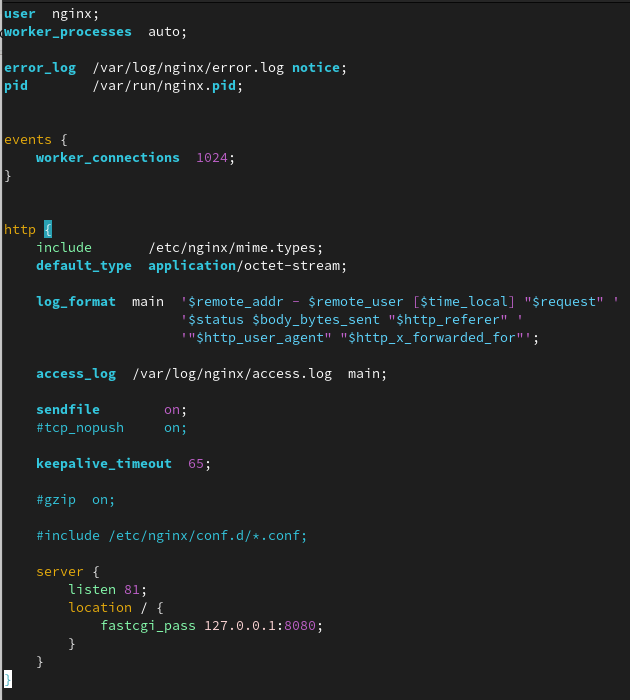 user  nginx;
worker_processes  auto;

error_log  /var/log/nginx/error.log notice;
pid        /var/run/nginx.pid;


events {
    worker_connections  1024;
}


http {
    include       /etc/nginx/mime.types;
    default_type  application/octet-stream;

    log_format  main  '$remote_addr - $remote_user [$time_local] "$request" '
                      '$status $body_bytes_sent "$http_referer" '
                      '"$http_user_agent" "$http_x_forwarded_for"';

    access_log  /var/log/nginx/access.log  main;

    sendfile        on;
    #tcp_nopush     on;

    keepalive_timeout  65;

    #gzip  on;

    #include /etc/nginx/conf.d/*.conf;

    server {
        listen 81;
        location / {
            fastcgi_pass 127.0.0.1:8080;
        }
    }
}